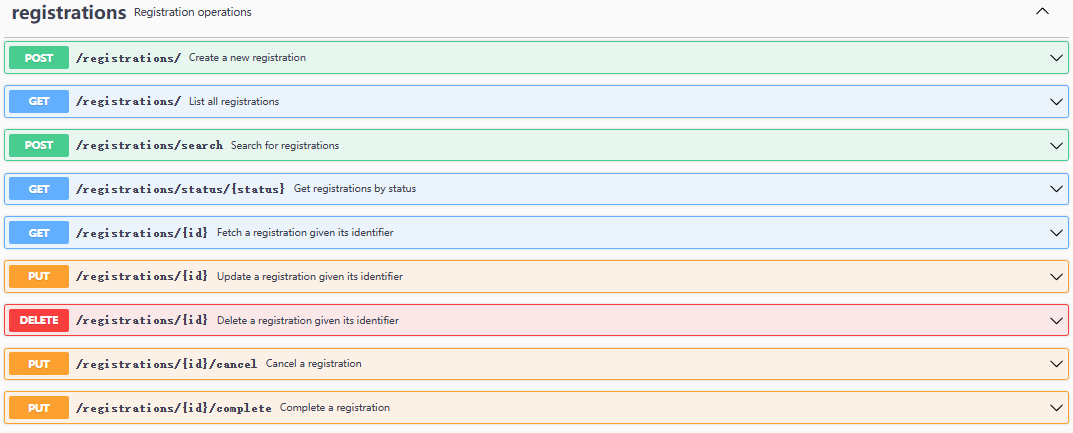 registrations Registration operations
POST /registrations/ Create a new registration
GET /registrations/ List all registrations
POST /registrations/search Search for registrations
GET /registrations/status/{status} Get registrations by status
GET /registrations/{id} Fetch a registration given its identifier
PUT /registrations/{id} Update a registration given its identifier
DELETE /registrations/{id} Delete a registration given its identifier
PUT /registrations/{id}/cancel Cancel a registration
PUT /registrations/{id}/complete Complete a registration